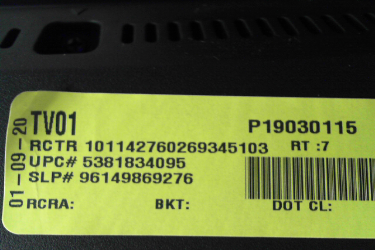 01-09-20
TV01 P19030115
RCTR 101142760269345103 RT :7
UPC# 5381834095
SLP# 96149869276
RCRA: BKT: DOT CL: